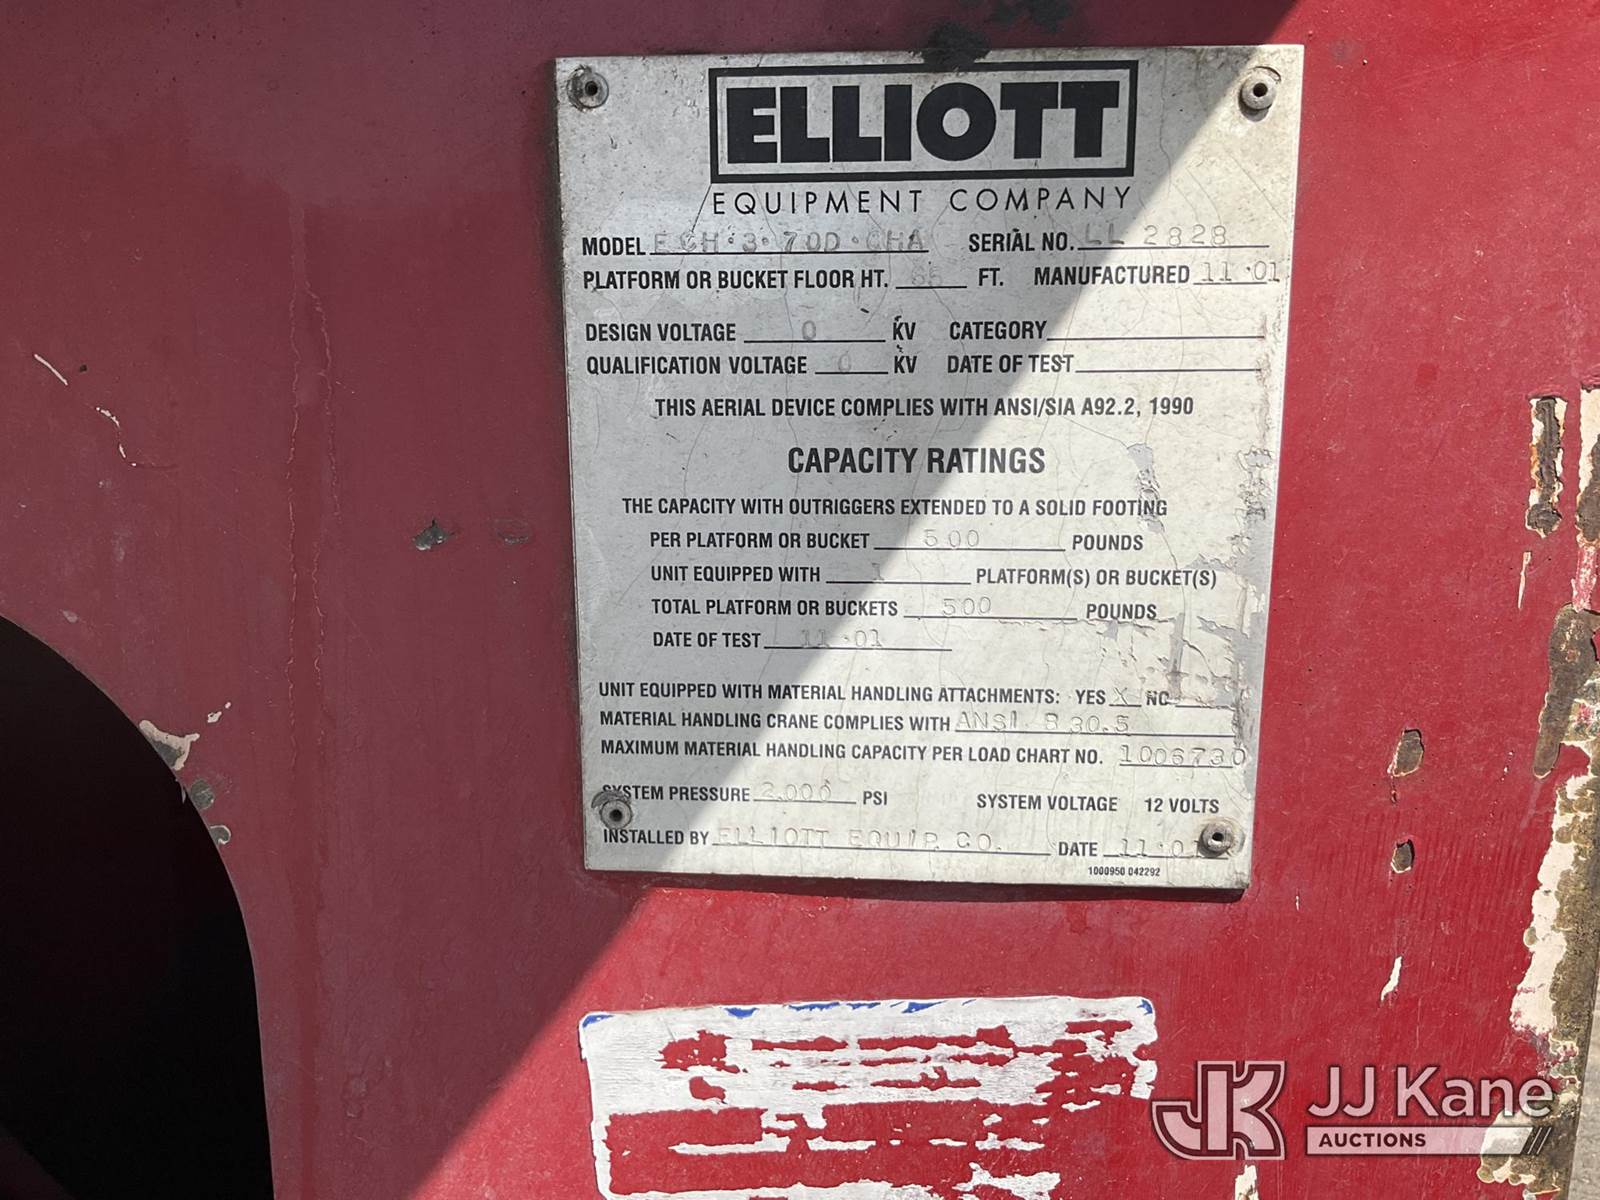 ELLIOTT
EQUIPMENT COMPANY
MODEL ECH·3·70D·CHA SERIAL NO. LL 2828
PLATFORM OR BUCKET FLOOR HT. FT. MANUFACTURED 11·01
DESIGN VOLTAGE 0 KV CATEGORY
QUALIFICATION VOLTAGE 0 KV DATE OF TEST
THIS AERIAL DEVICE COMPLIES WITH ANSI/SIA A92.2, 1990
CAPACITY RATINGS
THE CAPACITY WITH OUTRIGGERS EXTENDED TO A SOLID FOOTING
PER PLATFORM OR BUCKET 500 POUNDS
UNIT EQUIPPED WITH 1 PLATFORM(S) OR BUCKET(S)
TOTAL PLATFORM OR BUCKETS 500 POUNDS
DATE OF TEST 11·01
UNIT EQUIPPED WITH MATERIAL HANDLING ATTACHMENTS: YES X NO
MATERIAL HANDLING CRANE COMPLIES WITH ANSI. B30.5
MAXIMUM MATERIAL HANDLING CAPACITY PER LOAD CHART NO. 1006730
SYSTEM PRESSURE 2,000 PSI SYSTEM VOLTAGE 12 VOLTS
INSTALLED BY ELLIOTT EQUIP. CO. DATE 11·01
1000950 042292
JK JJ Kane
AUCTIONS